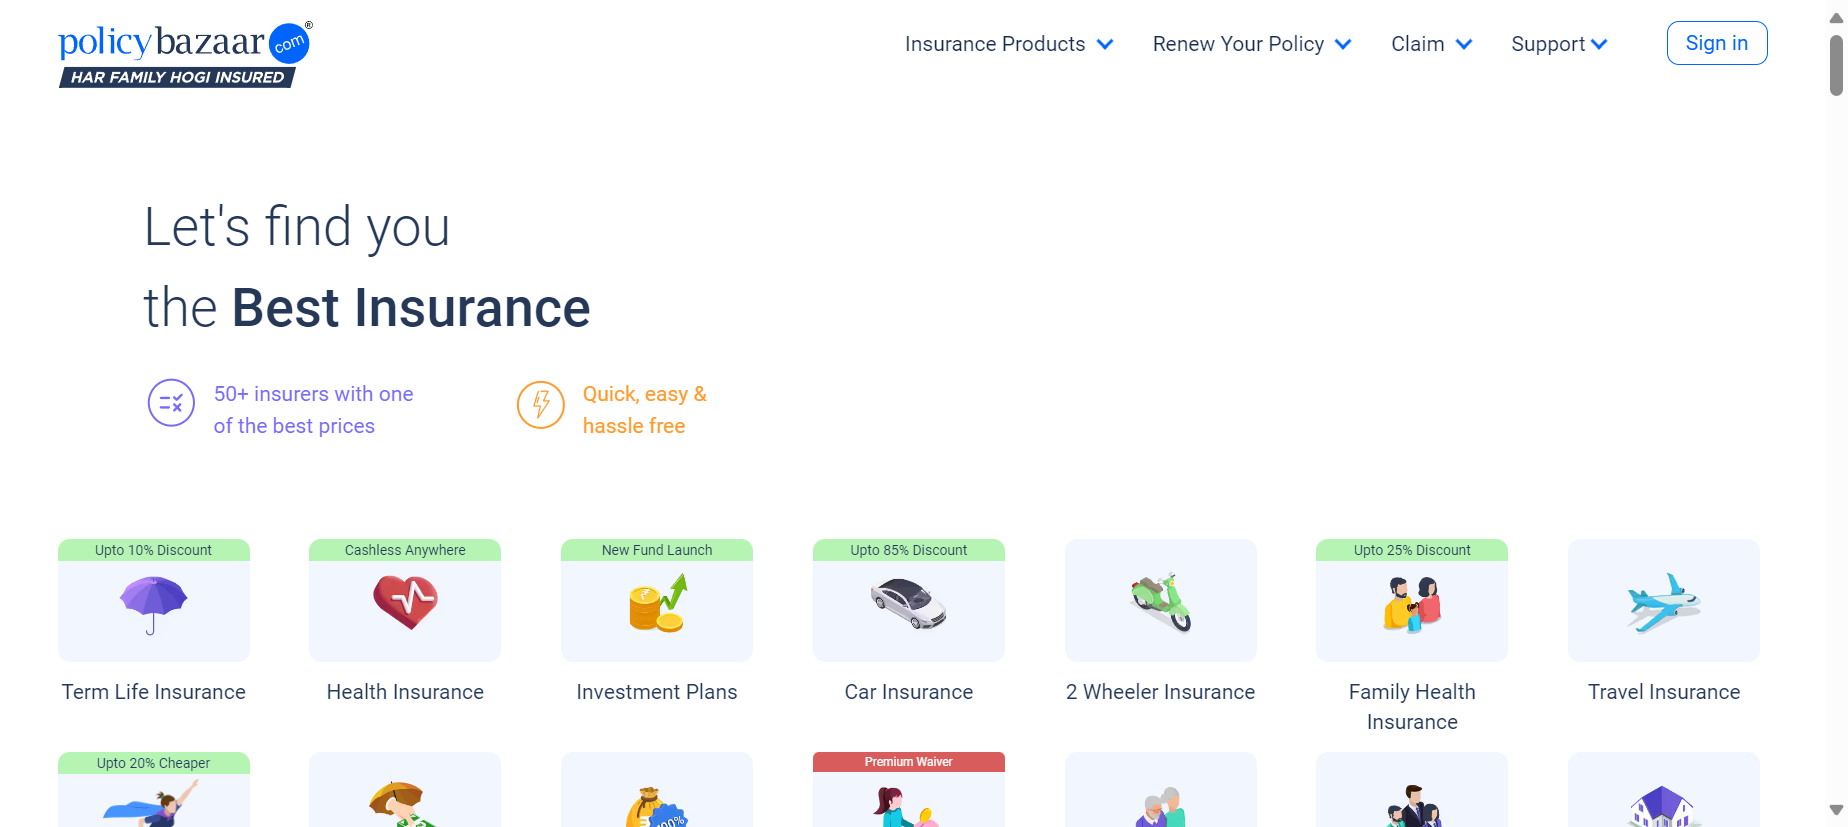 policybazaar com ®
HAR FAMILY HOGI INSURED
Insurance Products
Renew Your Policy
Claim
Support
Sign in
Let's find you
the Best Insurance
50+ insurers with one
of the best prices
Quick, easy &
hassle free
Upto 10% Discount
Cashless Anywhere
New Fund Launch
Upto 85% Discount
Upto 25% Discount
Term Life Insurance
Health Insurance
Investment Plans
Car Insurance
2 Wheeler Insurance
Family Health
Insurance
Travel Insurance
Upto 20% Cheaper
Premium Waiver
100%